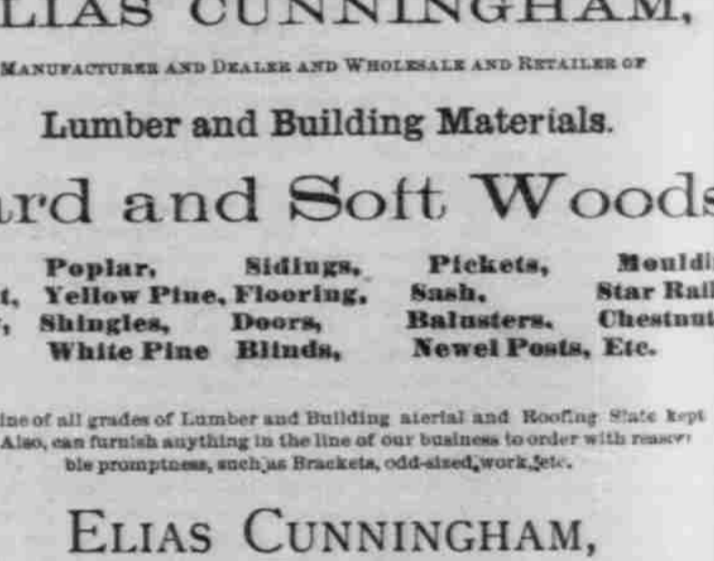 LIAS CUNNINGHAM,
MANUFACTURER AND DEALER AND WHOLESALE AND RETAILER OF
Lumber and Building Materials.
ard and Soft Woods
Poplar, Sidings, Pickets, Mouldi
t, Yellow Pine, Flooring, Sash, Star Rail
, Shingles, Doors, Balusters, Chestnut
White Pine Blinds, Newel Posts, Etc.
ine of all grades of Lumber and Building aterial and Roofing Slate kept
Also, can furnish anything in the line of our business to order with
ble promptness, such as Brackets, odd-sized work, etc.
ELIAS CUNNINGHAM,